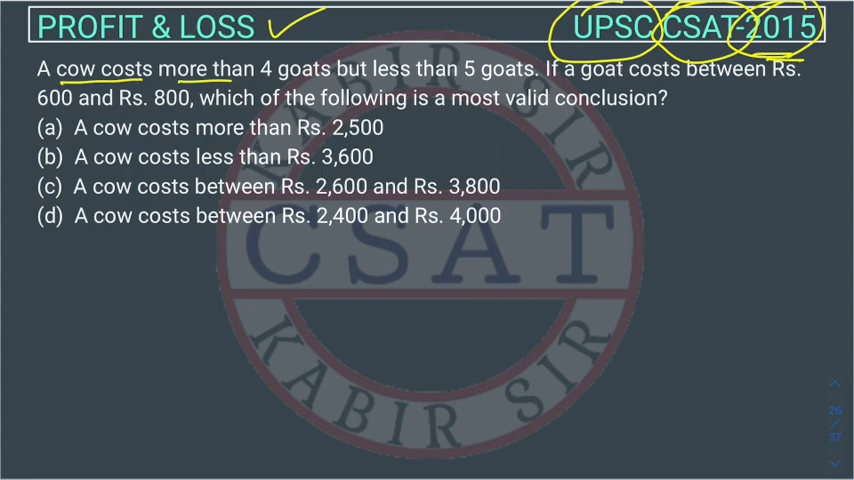 PROFIT & LOSS
UPSC CSAT-2015
A cow costs more than 4 goats but less than 5 goats. If a goat costs between Rs.
600 and Rs. 800, which of the following is a most valid conclusion?
(a) A cow costs more than Rs. 2,500
(b) A cow costs less than Rs. 3,600
(c) A cow costs between Rs. 2,600 and Rs. 3,800
(d) A cow costs between Rs. 2,400 and Rs. 4,000
KABIR SIR
CSAT
KABIR SIR
26
/
37